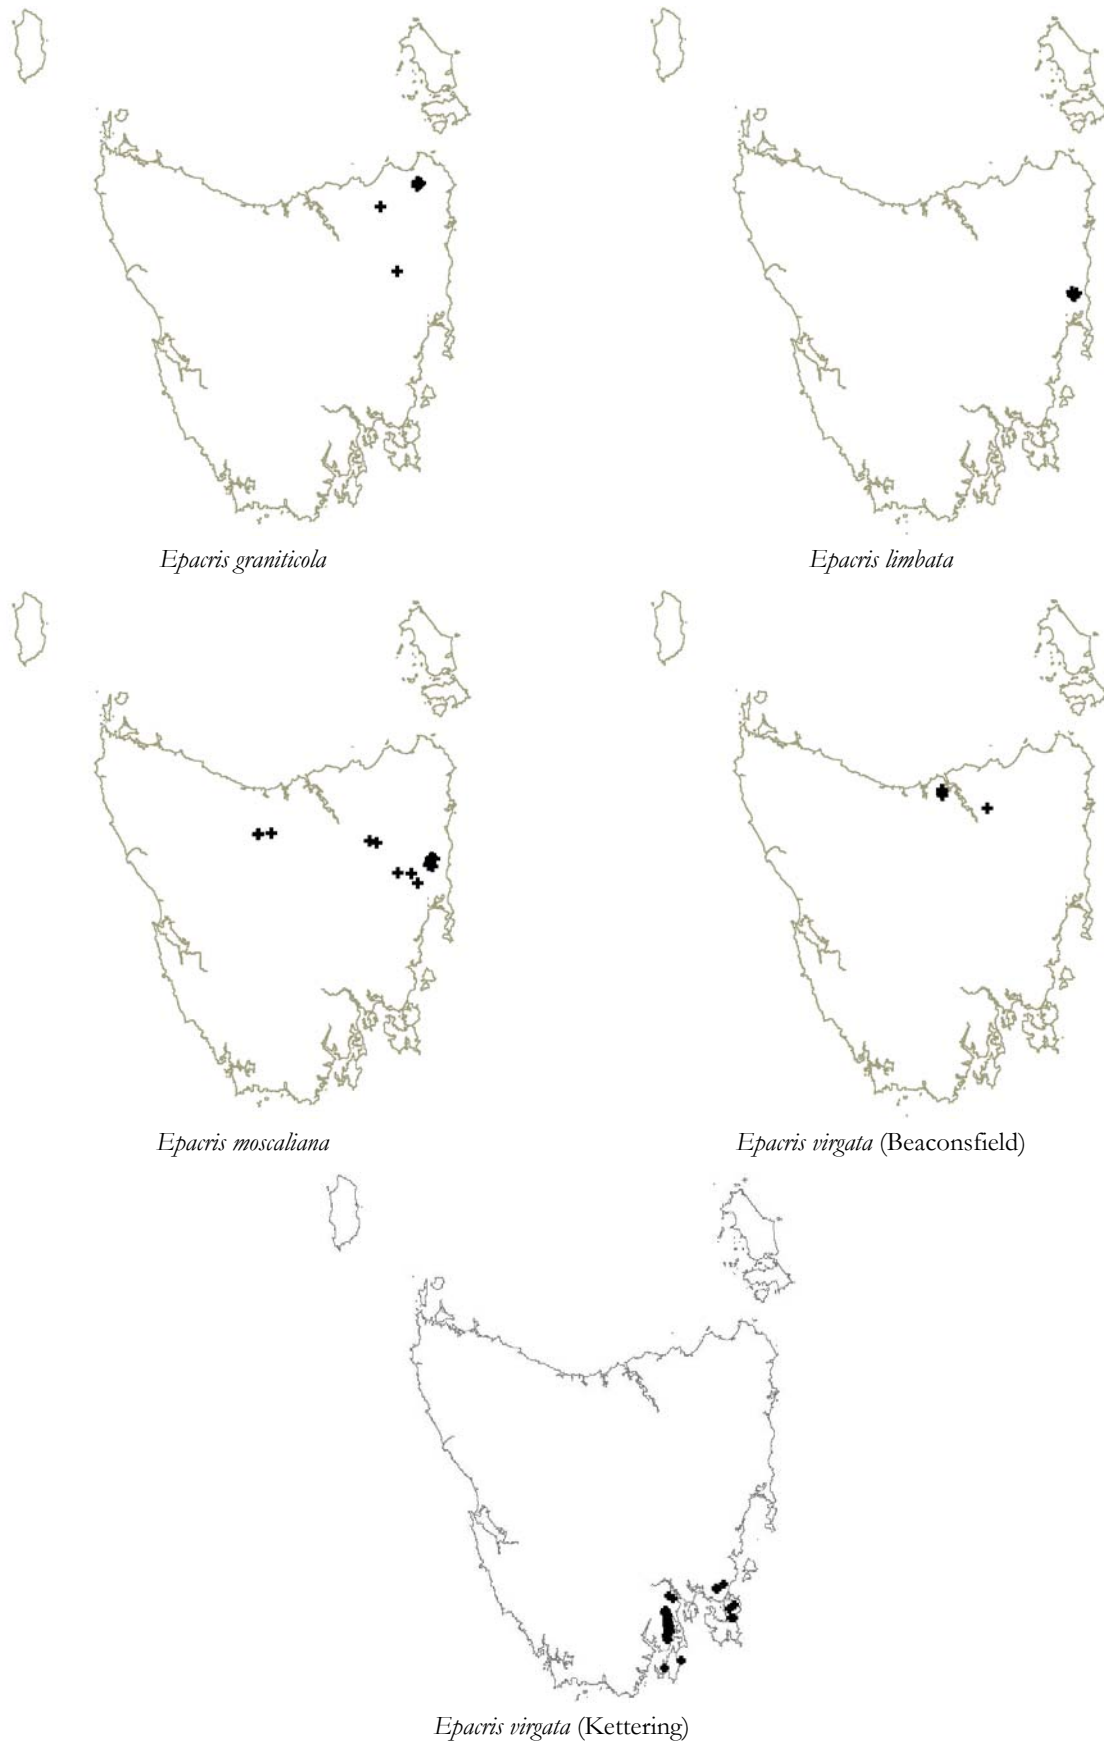 Epacris graniticola
Epacris limbata
Epacris moscaliana
Epacris virgata (Beaconsfield)
Epacris virgata (Kettering)